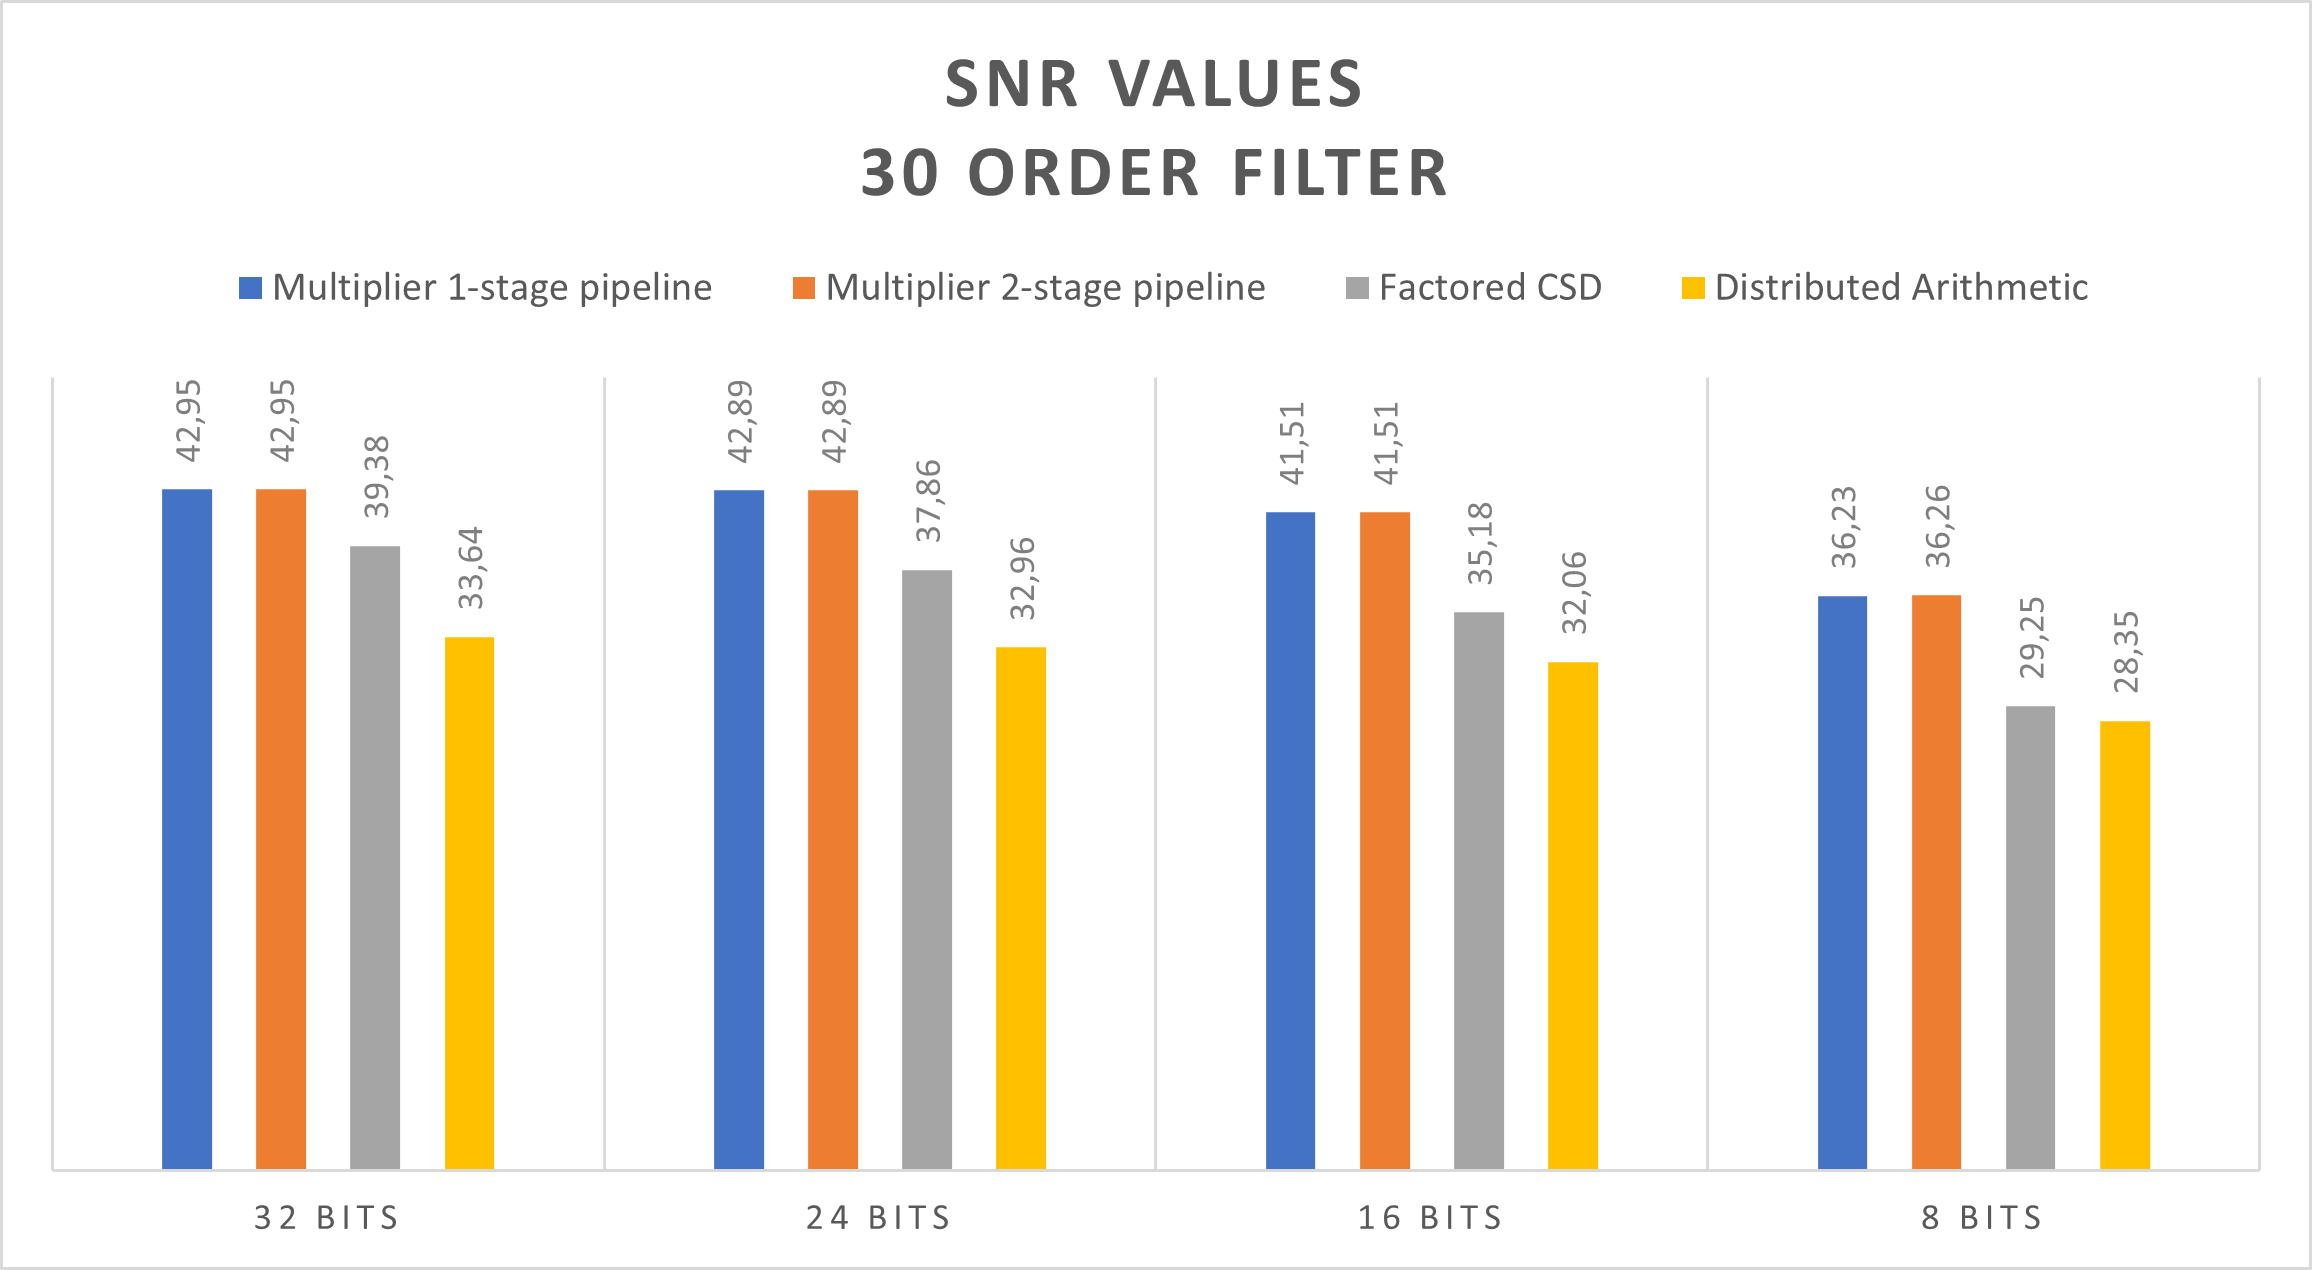 SNR VALUES
30 ORDER FILTER
Multiplier 1-stage pipeline
Multiplier 2-stage pipeline
Factored CSD
Distributed Arithmetic
42,95
42,95
39,38
33,64
42,89
42,89
37,86
32,96
41,51
41,51
35,18
32,06
36,23
36,26
29,25
28,35
32 BITS
24 BITS
16 BITS
8 BITS